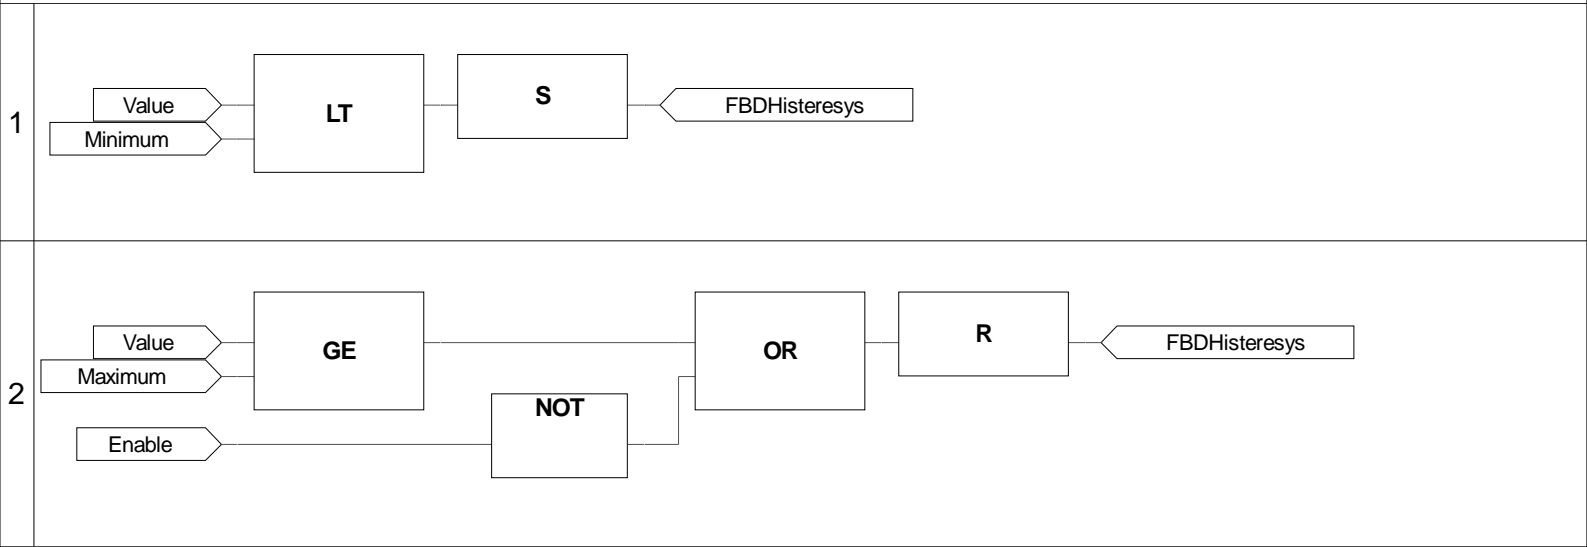 1
Value
Minimum
LT
S
FBDHisteresys
2
Value
Maximum
Enable
GE
NOT
OR
R
FBDHisteresys